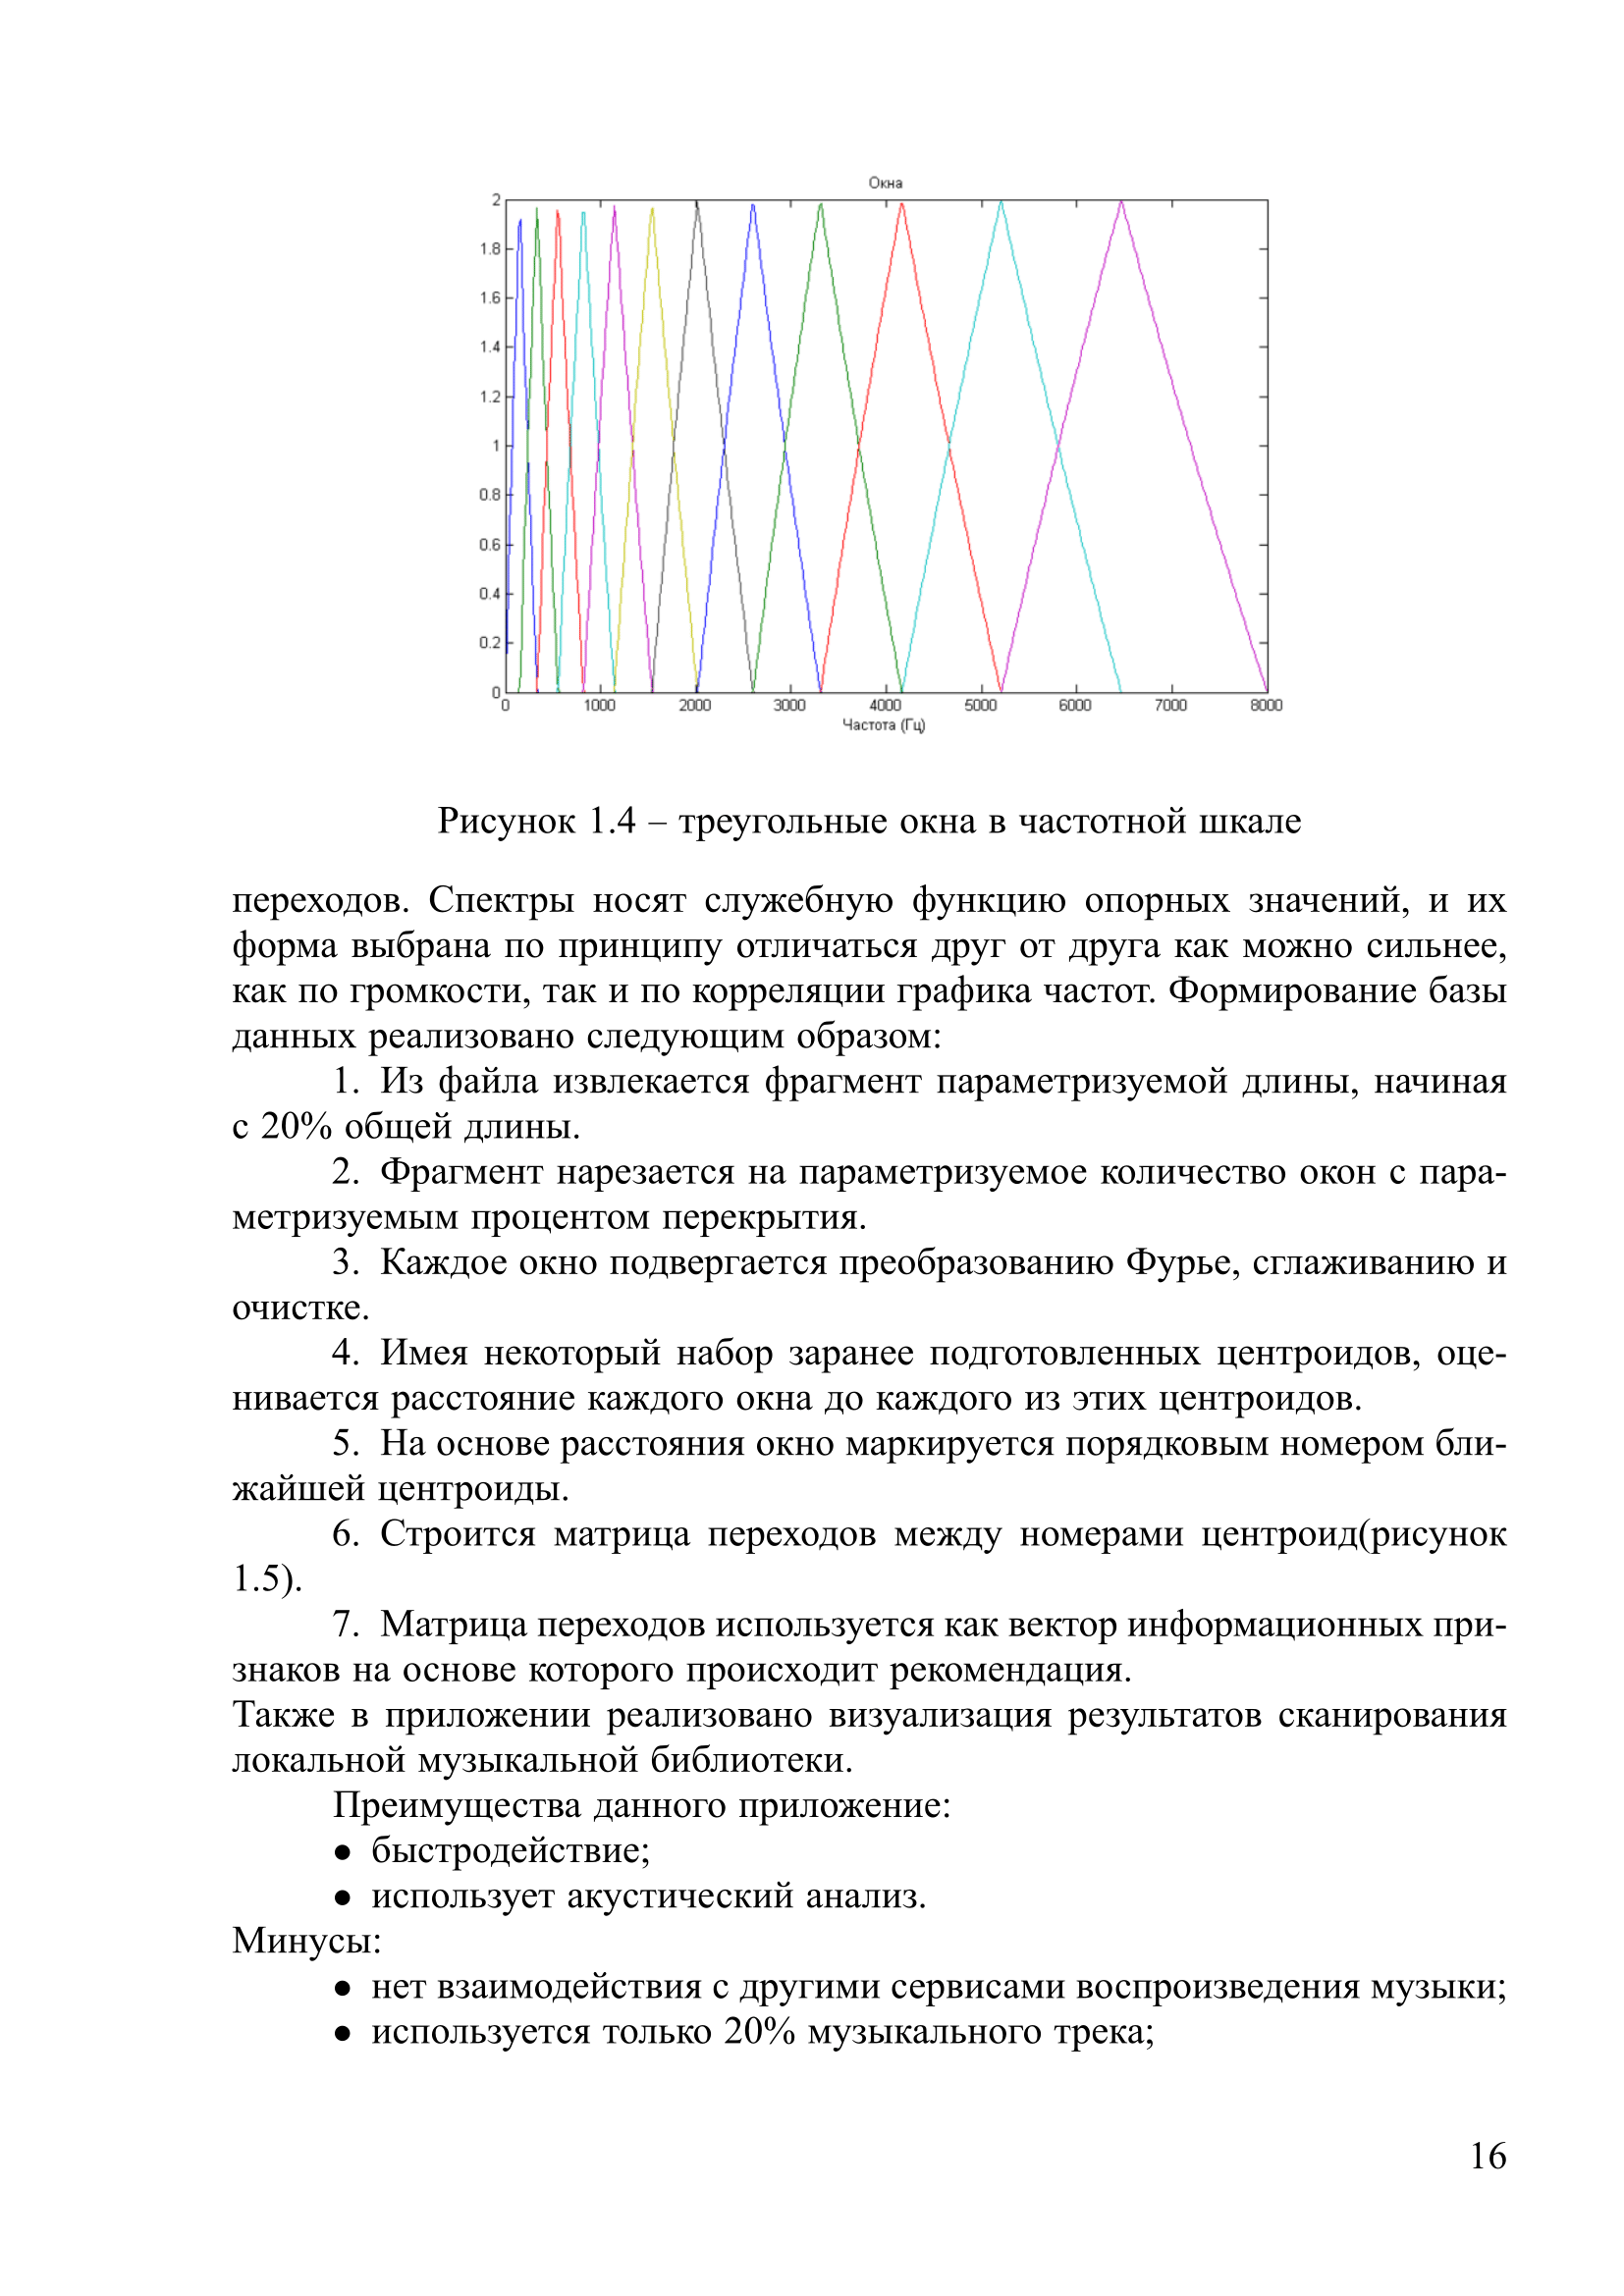 Окна
2
1.8
1.6
1.4
1.2
1
0.8
0.6
0.4
0.2
0
0 1000 2000 3000 4000 5000 6000 7000 8000
Частота (Гц)
Рисунок 1.4 – треугольные окна в частотной шкале
переходов. Спектры носят служебную функцию опорных значений, и их
форма выбрана по принципу отличаться друг от друга как можно сильнее,
как по громкости, так и по корреляции графика частот. Формирование базы
данных реализовано следующим образом:
1. Из файла извлекается фрагмент параметризуемой длины, начиная
с 20% общей длины.
2. Фрагмент нарезается на параметризуемое количество окон с пара-
метризуемым процентом перекрытия.
3. Каждое окно подвергается преобразованию Фурье, сглаживанию и
очистке.
4. Имея некоторый набор заранее подготовленных центроидов, оце-
нивается расстояние каждого окна до каждого из этих центроидов.
5. На основе расстояния окно маркируется порядковым номером бли-
жайшей центроиды.
6. Строится матрица переходов между номерами центроид(рисунок
1.5).
7. Матрица переходов используется как вектор информационных при-
знаков на основе которого происходит рекомендация.
Также в приложении реализовано визуализация результатов сканирования
локальной музыкальной библиотеки.
Преимущества данного приложение:
• быстродействие;
• использует акустический анализ.
Минусы:
• нет взаимодействия с другими сервисами воспроизведения музыки;
• используется только 20% музыкального трека;
16